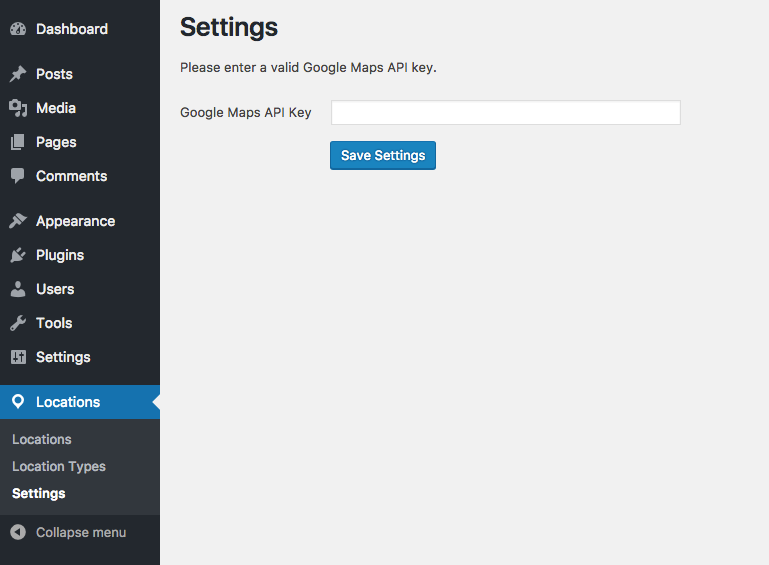 Dashboard
Posts
Media
Pages
Comments
Appearance
Plugins
Users
Tools
Settings
Locations
Locations
Location Types
Settings
Collapse menu
Settings
Please enter a valid Google Maps API key.
Google Maps API Key
Save Settings